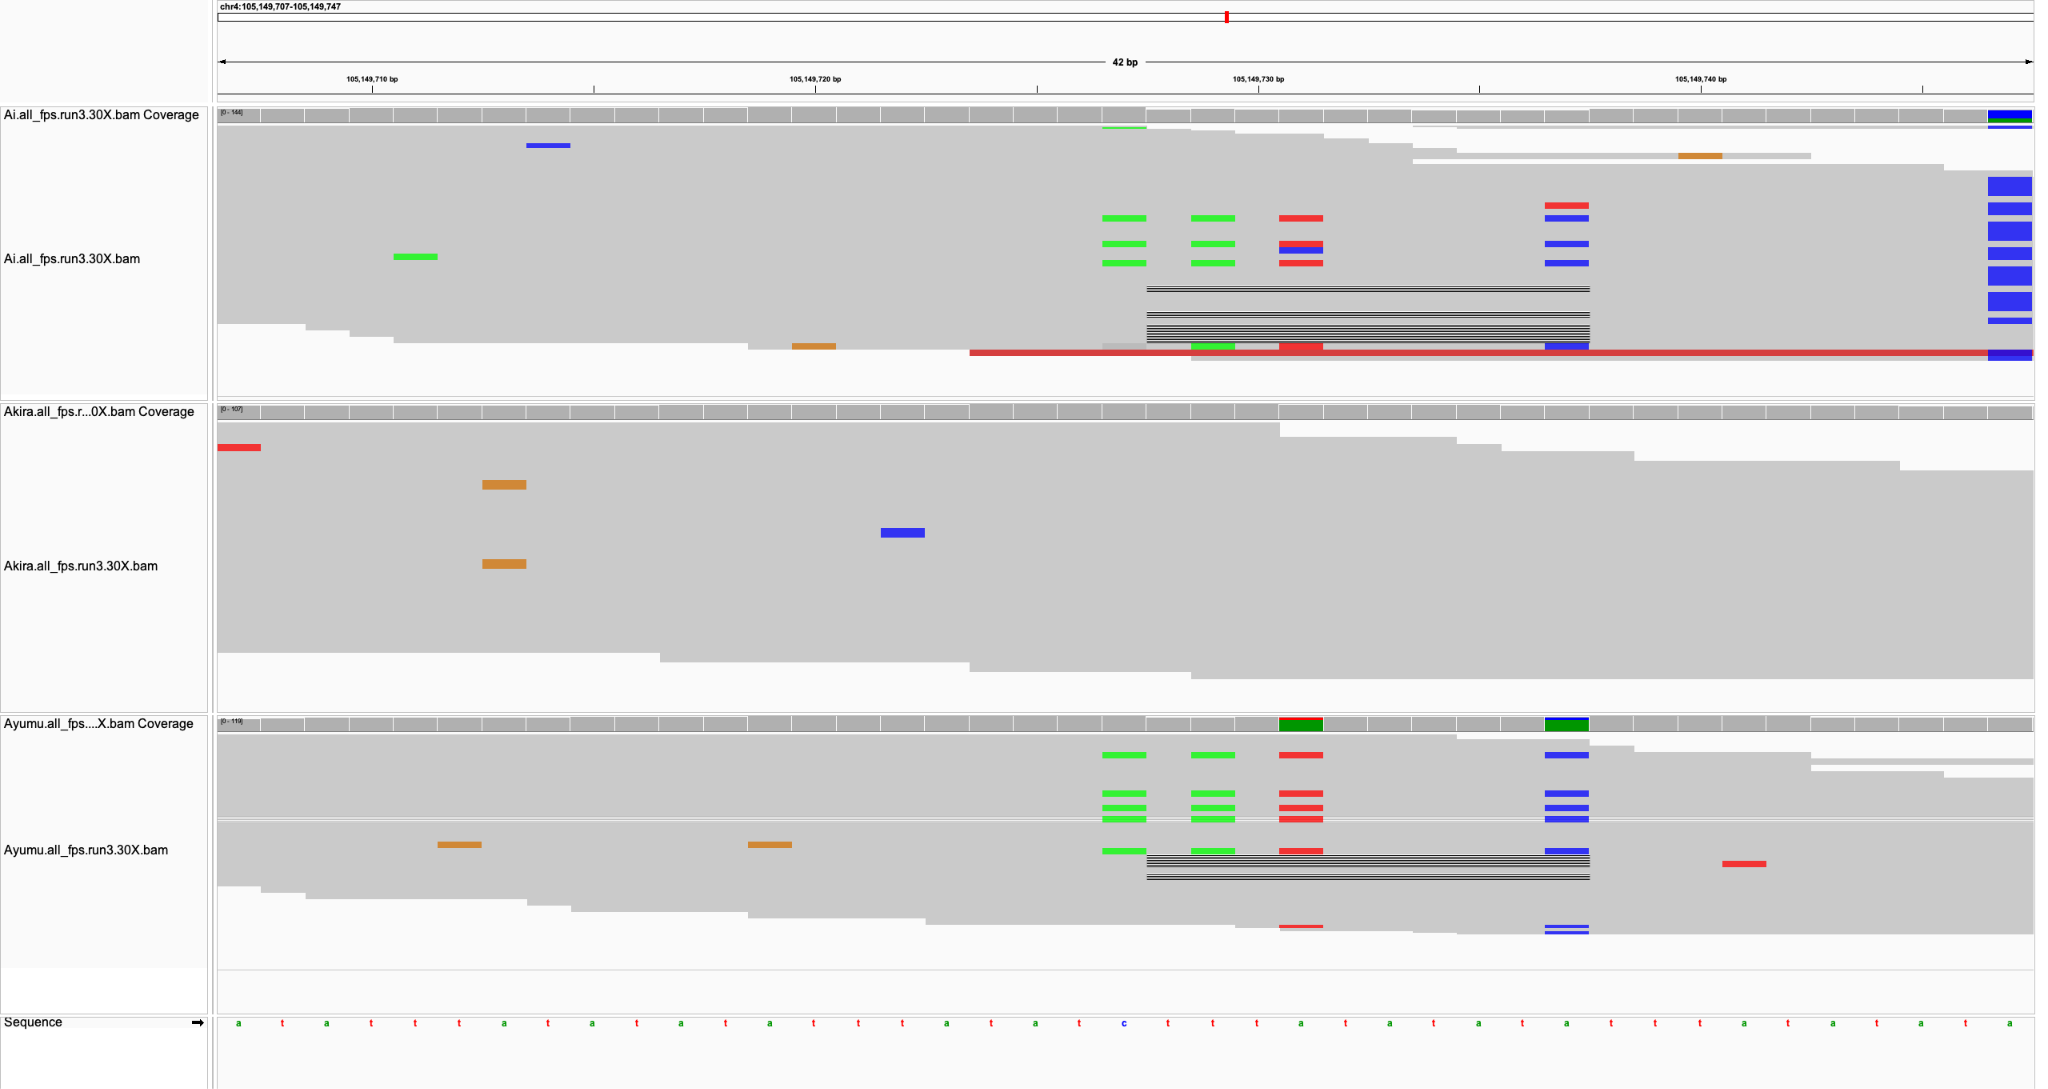 chr4:105,149,707-105,149,747
42 bp
105,149,710 bp 105,149,720 bp 105,149,730 bp 105,149,740 bp
Ai.all_fps.run3.30X.bam Coverage
[0 - 144]
Ai.all_fps.run3.30X.bam
Akira.all_fps.r...0X.bam Coverage
[0 - 107]
Akira.all_fps.run3.30X.bam
Ayumu.all_fps....X.bam Coverage
[0 - 119]
Ayumu.all_fps.run3.30X.bam
Sequence a t a t t t a t a t a t a t t t a t a t c t t t a t a t a t a t t t a t a t a t a